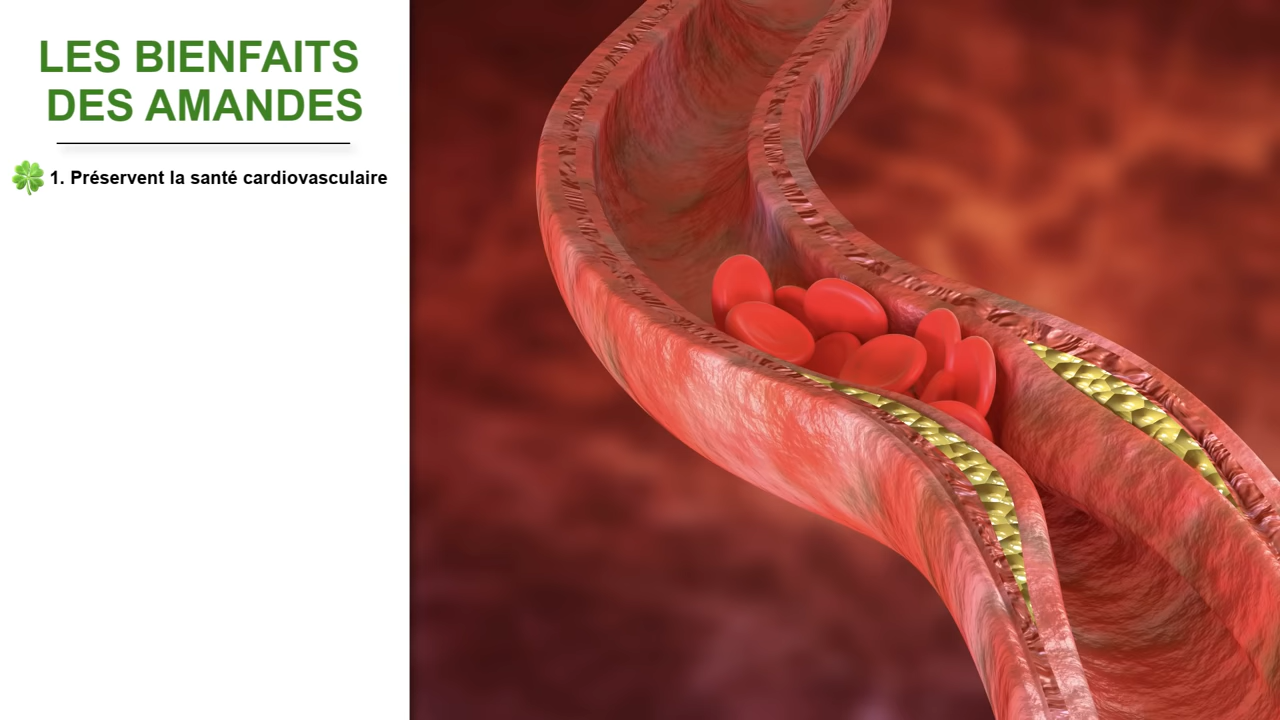 LES BIENFAITS
DES AMANDES
1. Préservent la santé cardiovasculaire